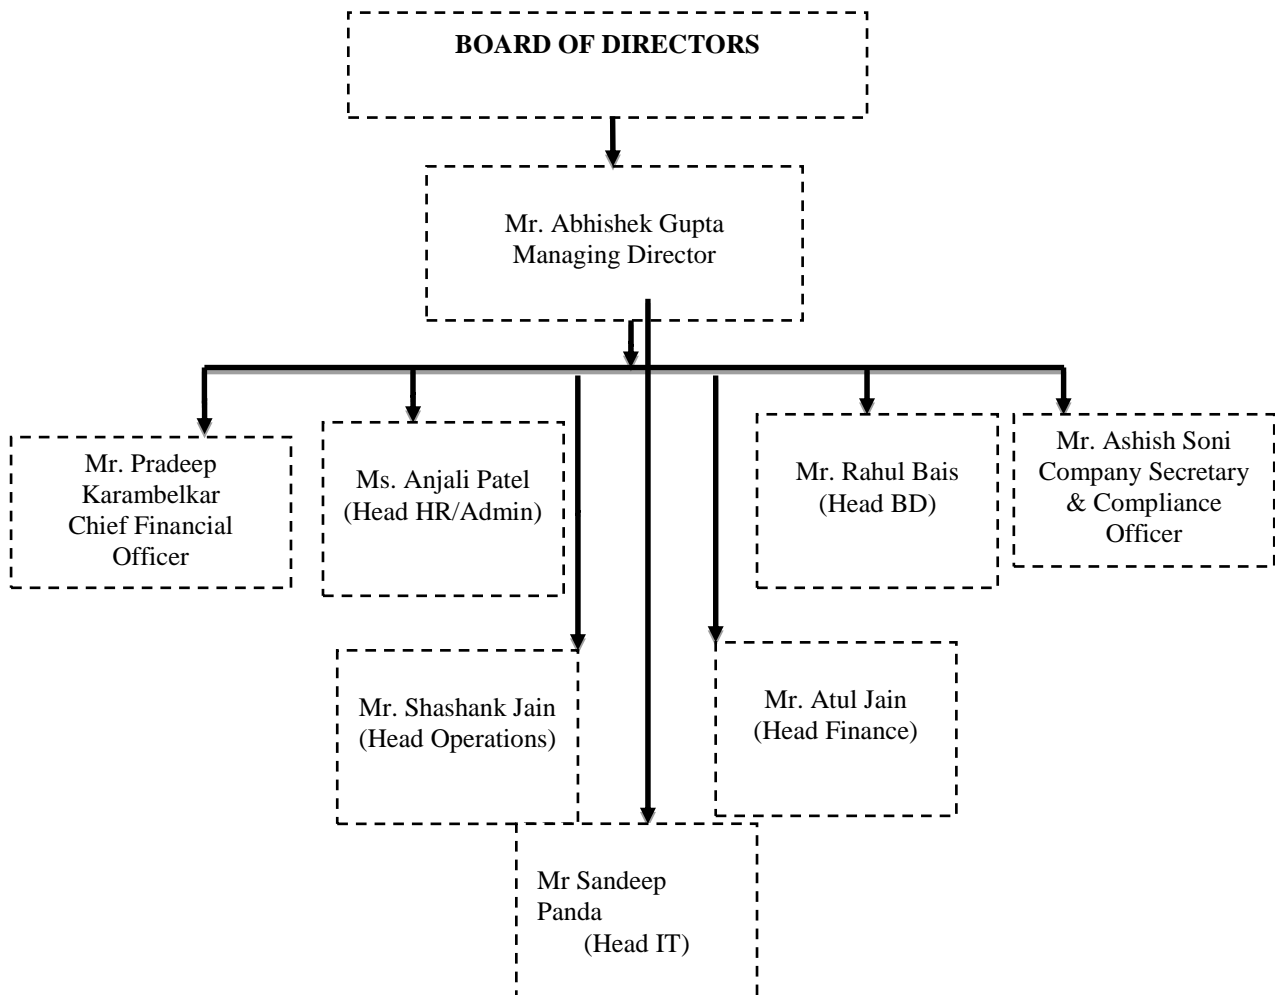 BOARD OF DIRECTORS
Mr. Abhishek Gupta
Managing Director
Mr. Pradeep
Karambelkar
Chief Financial
Officer
Ms. Anjali Patel
(Head HR/Admin)
Mr. Rahul Bais
(Head BD)
Mr. Ashish Soni
Company Secretary
& Compliance
Officer
Mr. Shashank Jain
(Head Operations)
Mr. Atul Jain
(Head Finance)
Mr Sandeep
Panda
(Head IT)